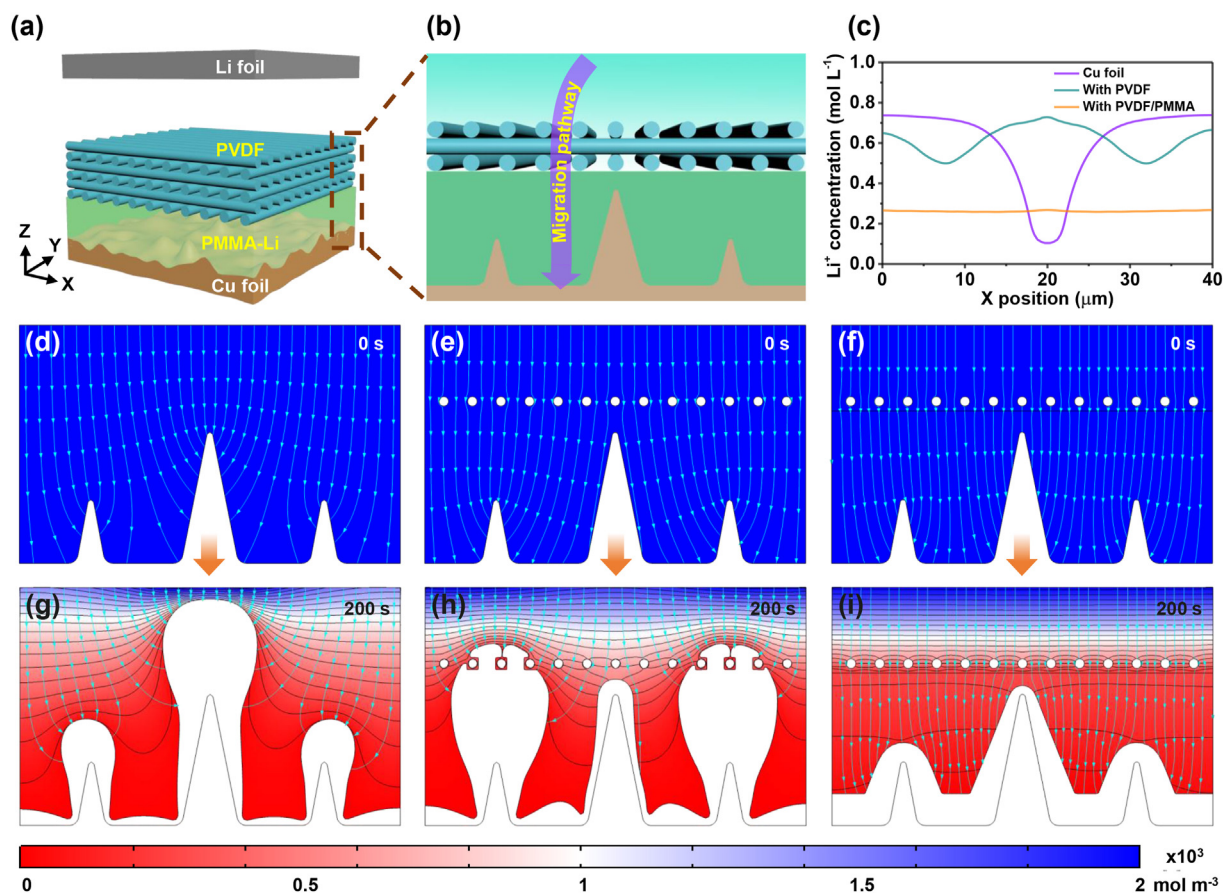 (a)
Li foil
PVDF
PMMA-Li
Cu foil
Z
Y
X
(b)
Migration pathway
(c)
Li⁺ concentration (mol L⁻¹)
1.0
0.8
0.6
0.4
0.2
0.0
Cu foil
With PVDF
With PVDF/PMMA
0 10 20 30 40
X position (μm)
(d) 0 s
(e) 0 s
(f) 0 s
(g) 200 s
(h) 200 s
(i) 200 s
x10³
0 0.5 1 1.5 2 mol m⁻³